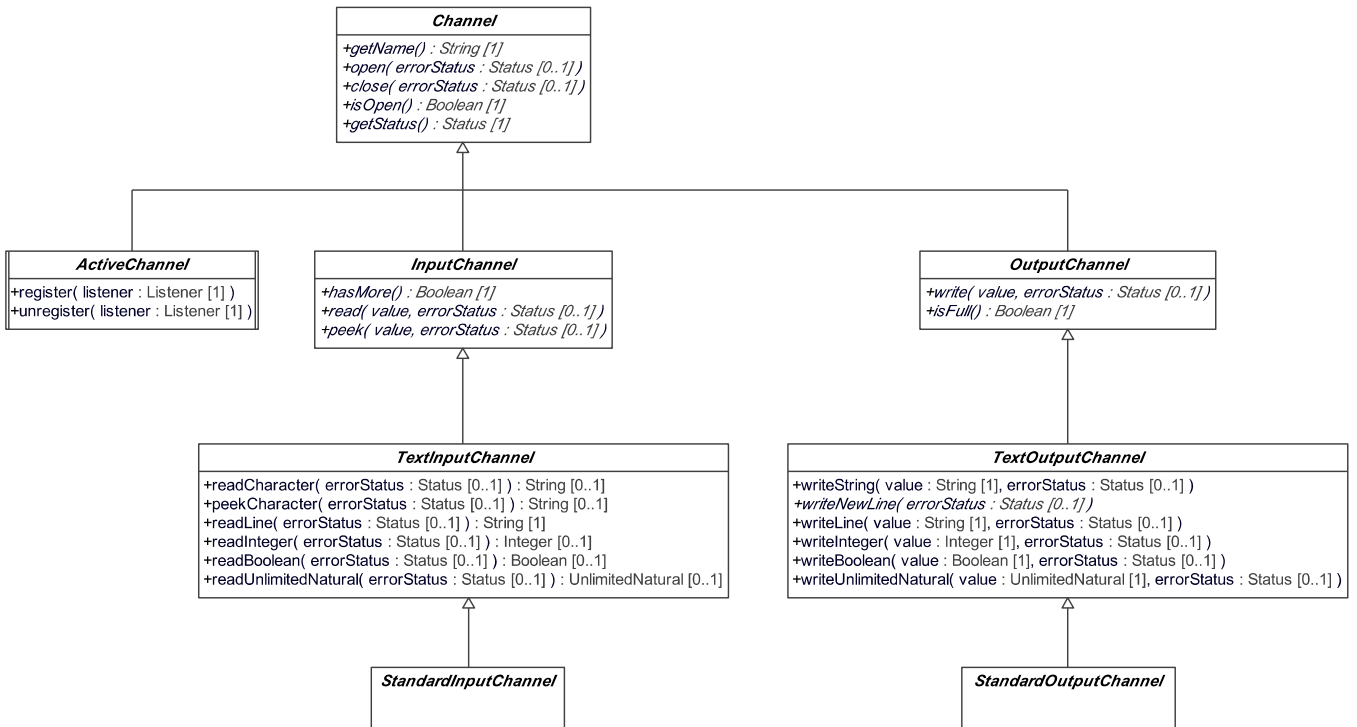 Channel
+getName() : String [1]
+open( errorStatus : Status [0..1] )
+close( errorStatus : Status [0..1] )
+isOpen() : Boolean [1]
+getStatus() : Status [1]
ActiveChannel
+register( listener : Listener [1] )
+unregister( listener : Listener [1] )
InputChannel
+hasMore() : Boolean [1]
+read( value, errorStatus : Status [0..1] )
+peek( value, errorStatus : Status [0..1] )
OutputChannel
+write( value, errorStatus : Status [0..1] )
+isFull() : Boolean [1]
TextInputChannel
+readCharacter( errorStatus : Status [0..1] ) : String [0..1]
+peekCharacter( errorStatus : Status [0..1] ) : String [0..1]
+readLine( errorStatus : Status [0..1] ) : String [1]
+readInteger( errorStatus : Status [0..1] ) : Integer [0..1]
+readBoolean( errorStatus : Status [0..1] ) : Boolean [0..1]
+readUnlimitedNatural( errorStatus : Status [0..1] ) : UnlimitedNatural [0..1]
TextOutputChannel
+writeString( value : String [1], errorStatus : Status [0..1] )
+writeNewLine( errorStatus : Status [0..1] )
+writeLine( value : String [1], errorStatus : Status [0..1] )
+writeInteger( value : Integer [1], errorStatus : Status [0..1] )
+writeBoolean( value : Boolean [1], errorStatus : Status [0..1] )
+writeUnlimitedNatural( value : UnlimitedNatural [1], errorStatus : Status [0..1] )
StandardInputChannel
StandardOutputChannel